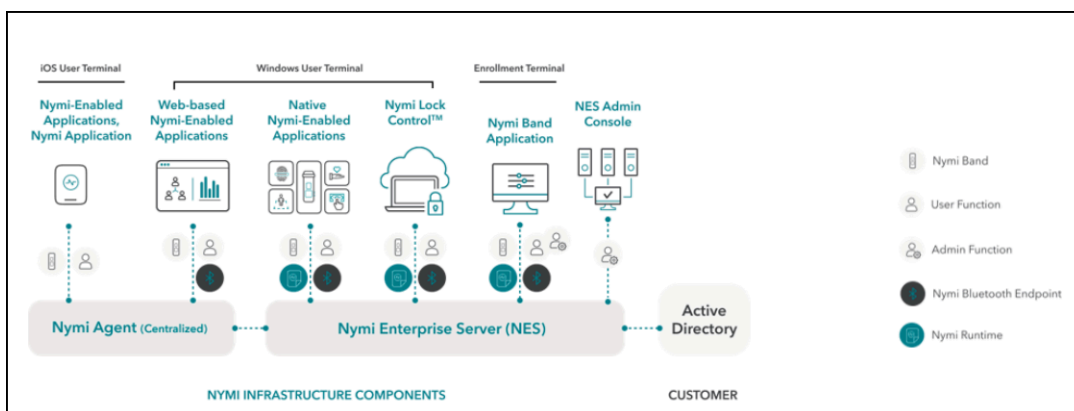 iOS User Terminal
Windows User Terminal
Enrollment Terminal
Nymi-Enabled
Applications,
Nymi Application
Web-based
Nymi-Enabled
Applications
Native
Nymi-Enabled
Applications
Nymi Lock
Control™
Nymi Band
Application
NES Admin
Console
Nymi Band
User Function
Admin Function
Nymi Bluetooth Endpoint
Nymi Runtime
Nymi Agent (Centralized)
Nymi Enterprise Server (NES)
Active
Directory
NYMI INFRASTRUCTURE COMPONENTS
CUSTOMER